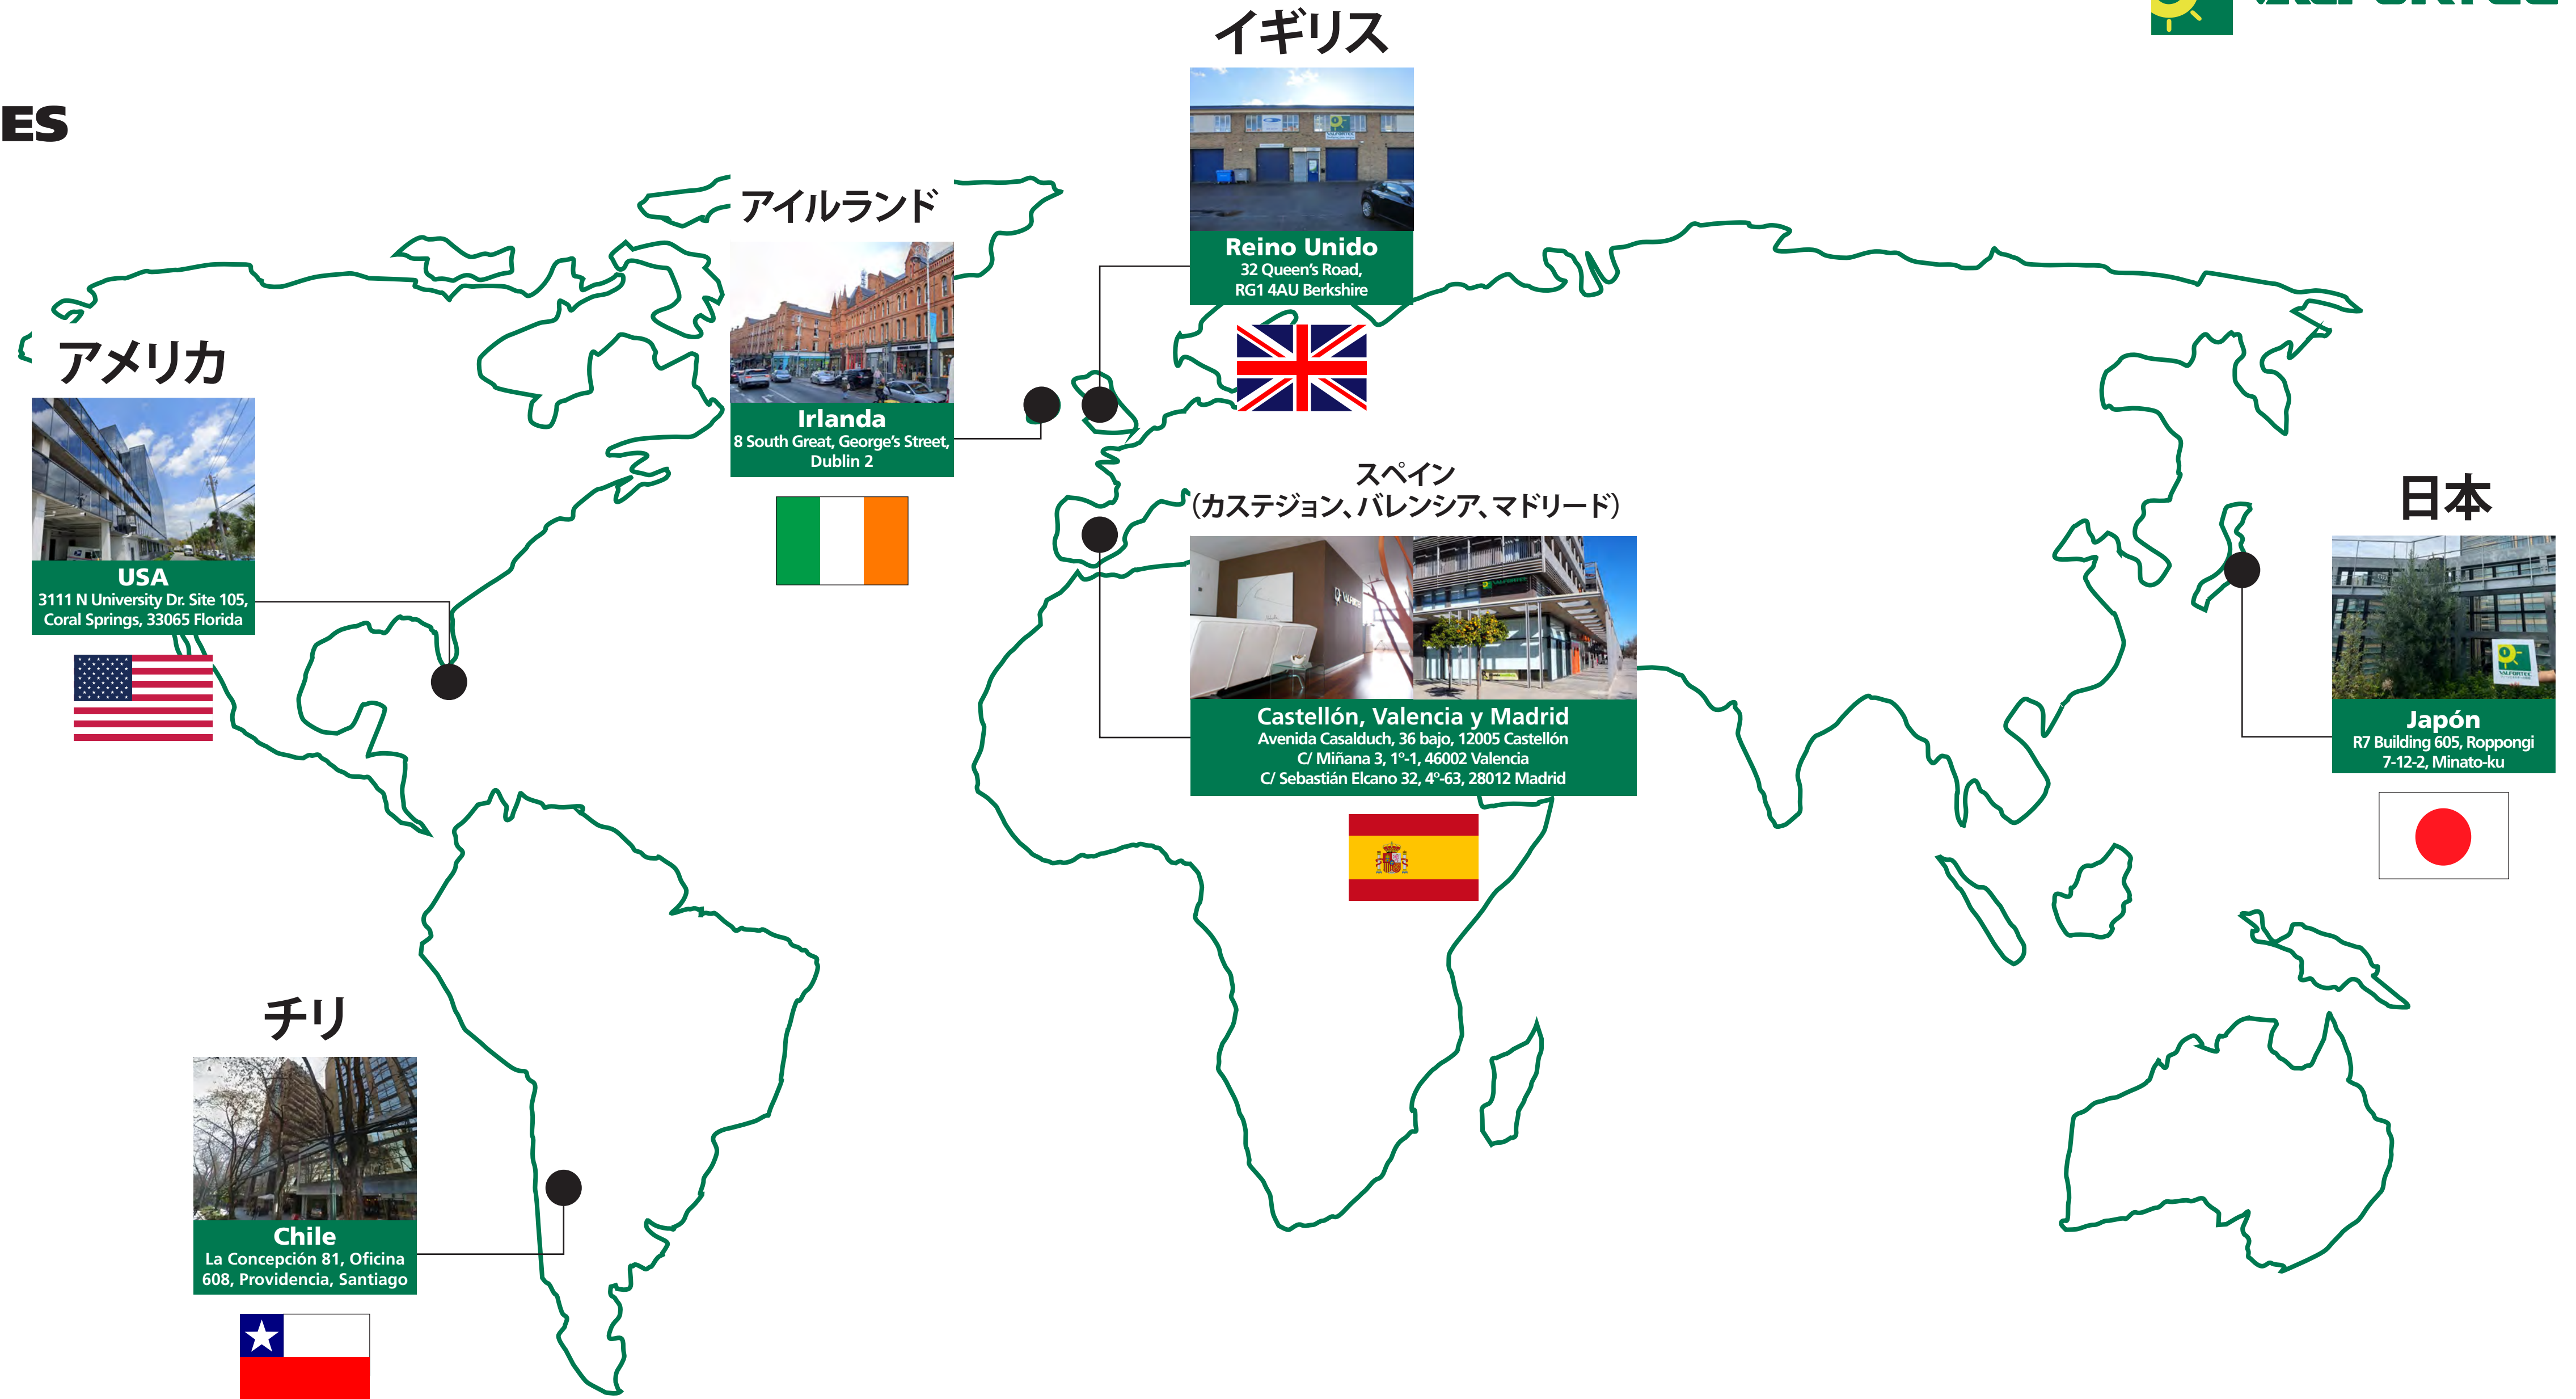 ES
イギリス
Reino Unido
32 Queen's Road,
RG1 4AU Berkshire
アイルランド
Irlanda
8 South Great, George's Street,
Dublin 2
アメリカ
USA
3111 N University Dr. Site 105,
Coral Springs, 33065 Florida
スペイン
（カステジョン、バレンシア、マドリード）
VALFORTEC
Castellón, Valencia y Madrid
Avenida Casalduch, 36 bajo, 12005 Castellón
C/ Miñana 3, 1º-1, 46002 Valencia
C/ Sebastián Elcano 32, 4º-63, 28012 Madrid
日本
VALFORTEC
Japón
R7 Building 605, Roppongi
7-12-2, Minato-ku
チリ
Chile
La Concepción 81, Oficina
608, Providencia, Santiago